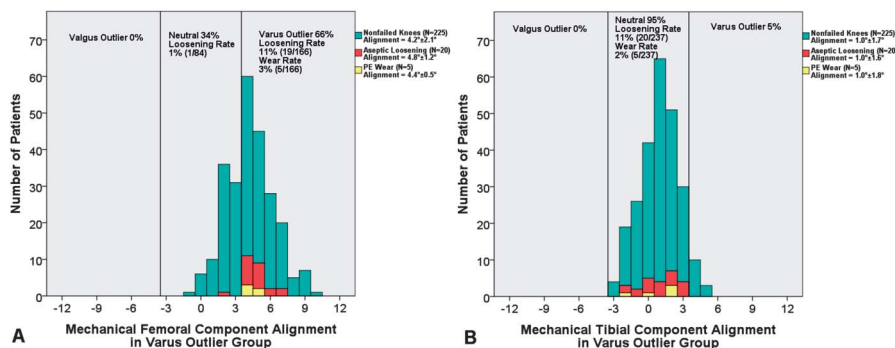 Valgus Outlier 0%
Neutral 34%
Loosening Rate
1% (1/84)
Varus Outlier 66%
Loosening Rate
11% (19/166)
Wear Rate
3% (5/166)
Nonfailed Knees (N=225)
Alignment = 4.2°±2.1°
Aseptic Loosening (N=20)
Alignment = 4.8°±1.2°
PE Wear (N=5)
Alignment = 4.4°±0.5°
Number of Patients
70
60
50
40
30
20
10
0
-12 -9 -6 -3 0 3 6 9 12
A
Mechanical Femoral Component Alignment
in Varus Outlier Group
Valgus Outlier 0%
Neutral 95%
Loosening Rate
11% (20/237)
Wear Rate
2% (5/237)
Varus Outlier 5%
Nonfailed Knees (N=225)
Alignment = 1.0°±1.7°
Aseptic Loosening (N=20)
Alignment = 1.0°±1.6°
PE Wear (N=5)
Alignment = 1.0°±1.8°
Number of Patients
70
60
50
40
30
20
10
0
-12 -9 -6 -3 0 3 6 9 12
B
Mechanical Tibial Component Alignment
in Varus Outlier Group